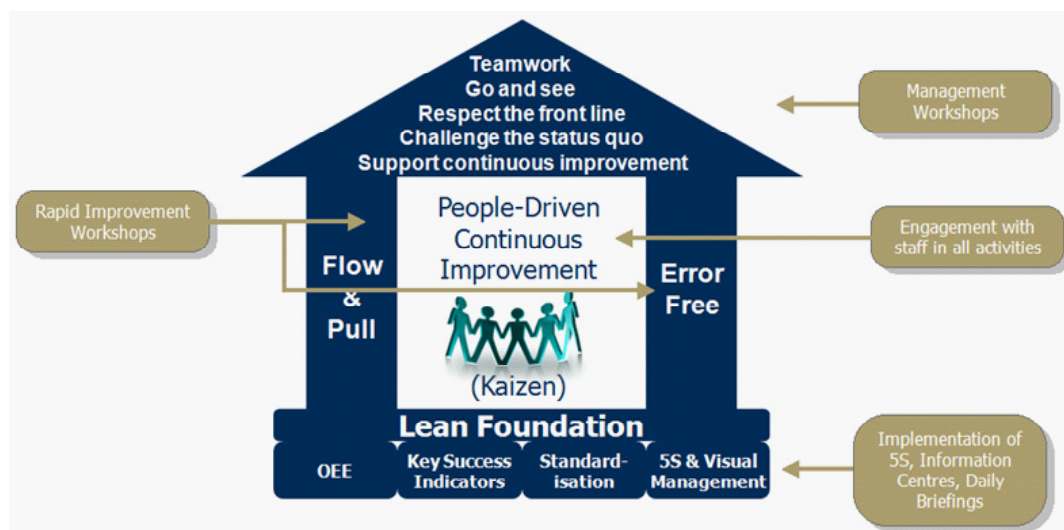 Teamwork
Go and see
Respect the front line
Challenge the status quo
Support continuous improvement
Management
Workshops
Rapid Improvement
Workshops
People-Driven
Continuous
Improvement
(Kaizen)
Engagement with
staff in all activities
Flow
&
Pull
Error
Free
Lean Foundation
OEE
Key Success
Indicators
Standard-
isation
5S & Visual
Management
Implementation of
5S, Information
Centres, Daily
Briefings